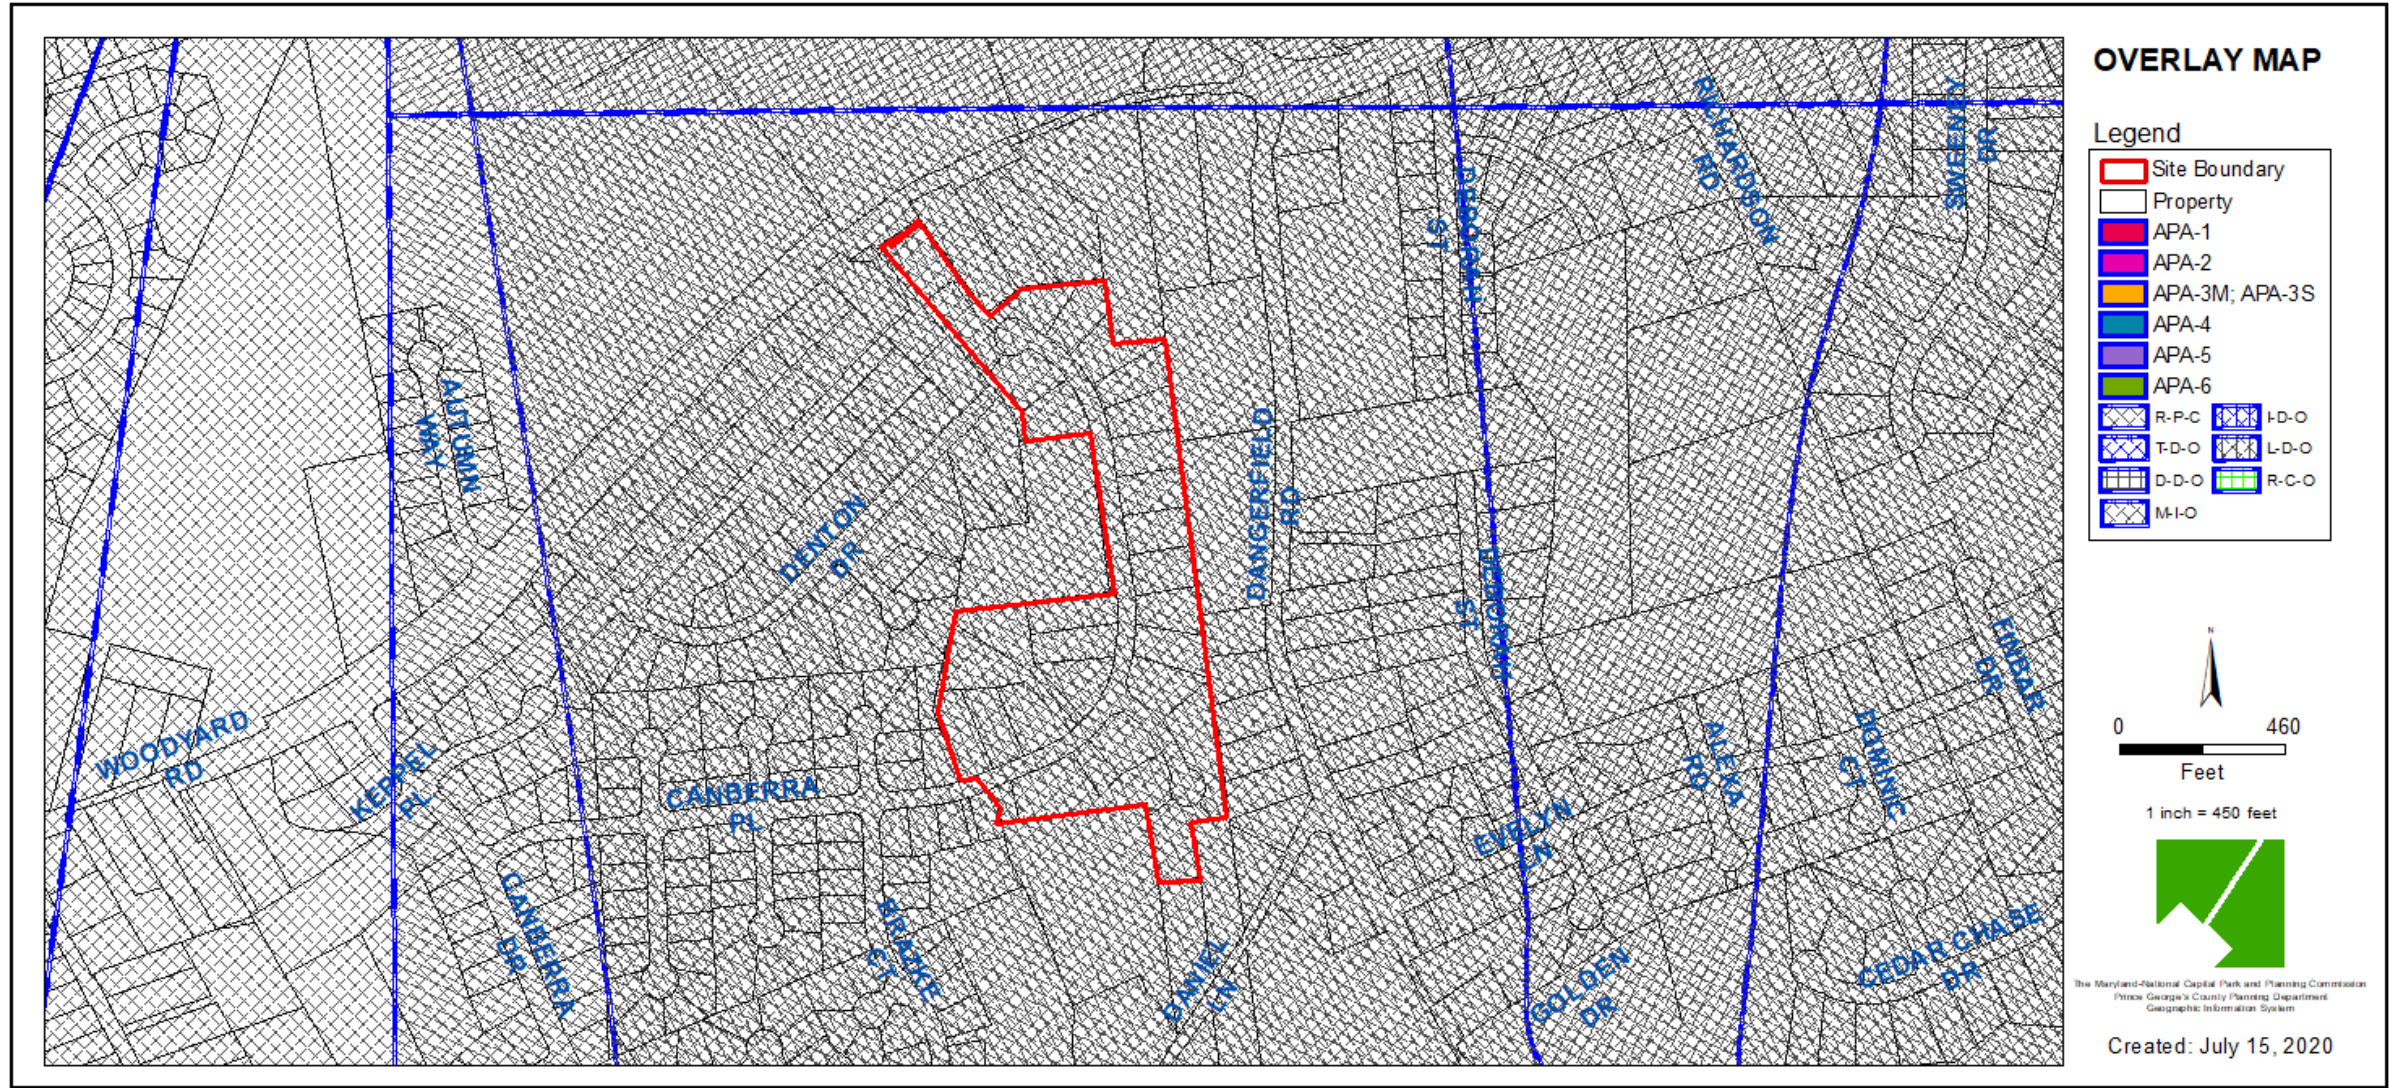 OVERLAY MAP
Legend
Site Boundary
Property
APA-1
APA-2
APA-3M; APA-3S
APA-4
APA-5
APA-6
R-P-C
I-D-O
T-D-O
L-D-O
D-D-O
R-C-O
M-I-O
N
0 460
Feet
1 inch = 450 feet
The Maryland-National Capital Park and Planning Commission
Prince George's County Planning Department
Geographic Information System
Created: July 15, 2020
RICHARDSON
RD
SWEENEY
DR
DEBORAH
ST
AUTUMN
WAY
DENTON
DR
DANGERFIELD
RD
DEBORAH
ST
FINBAR
DR
WOODYARD
RD
KEPPEL
PL
CANBERRA
PL
ALEXA
RD
DOMINIC
CT
EVELYN
LN
CANBERRA
DR
BRAZKE
CT
DANIEL
LN
GOLDEN
DR
CEDAR CHASE
DR